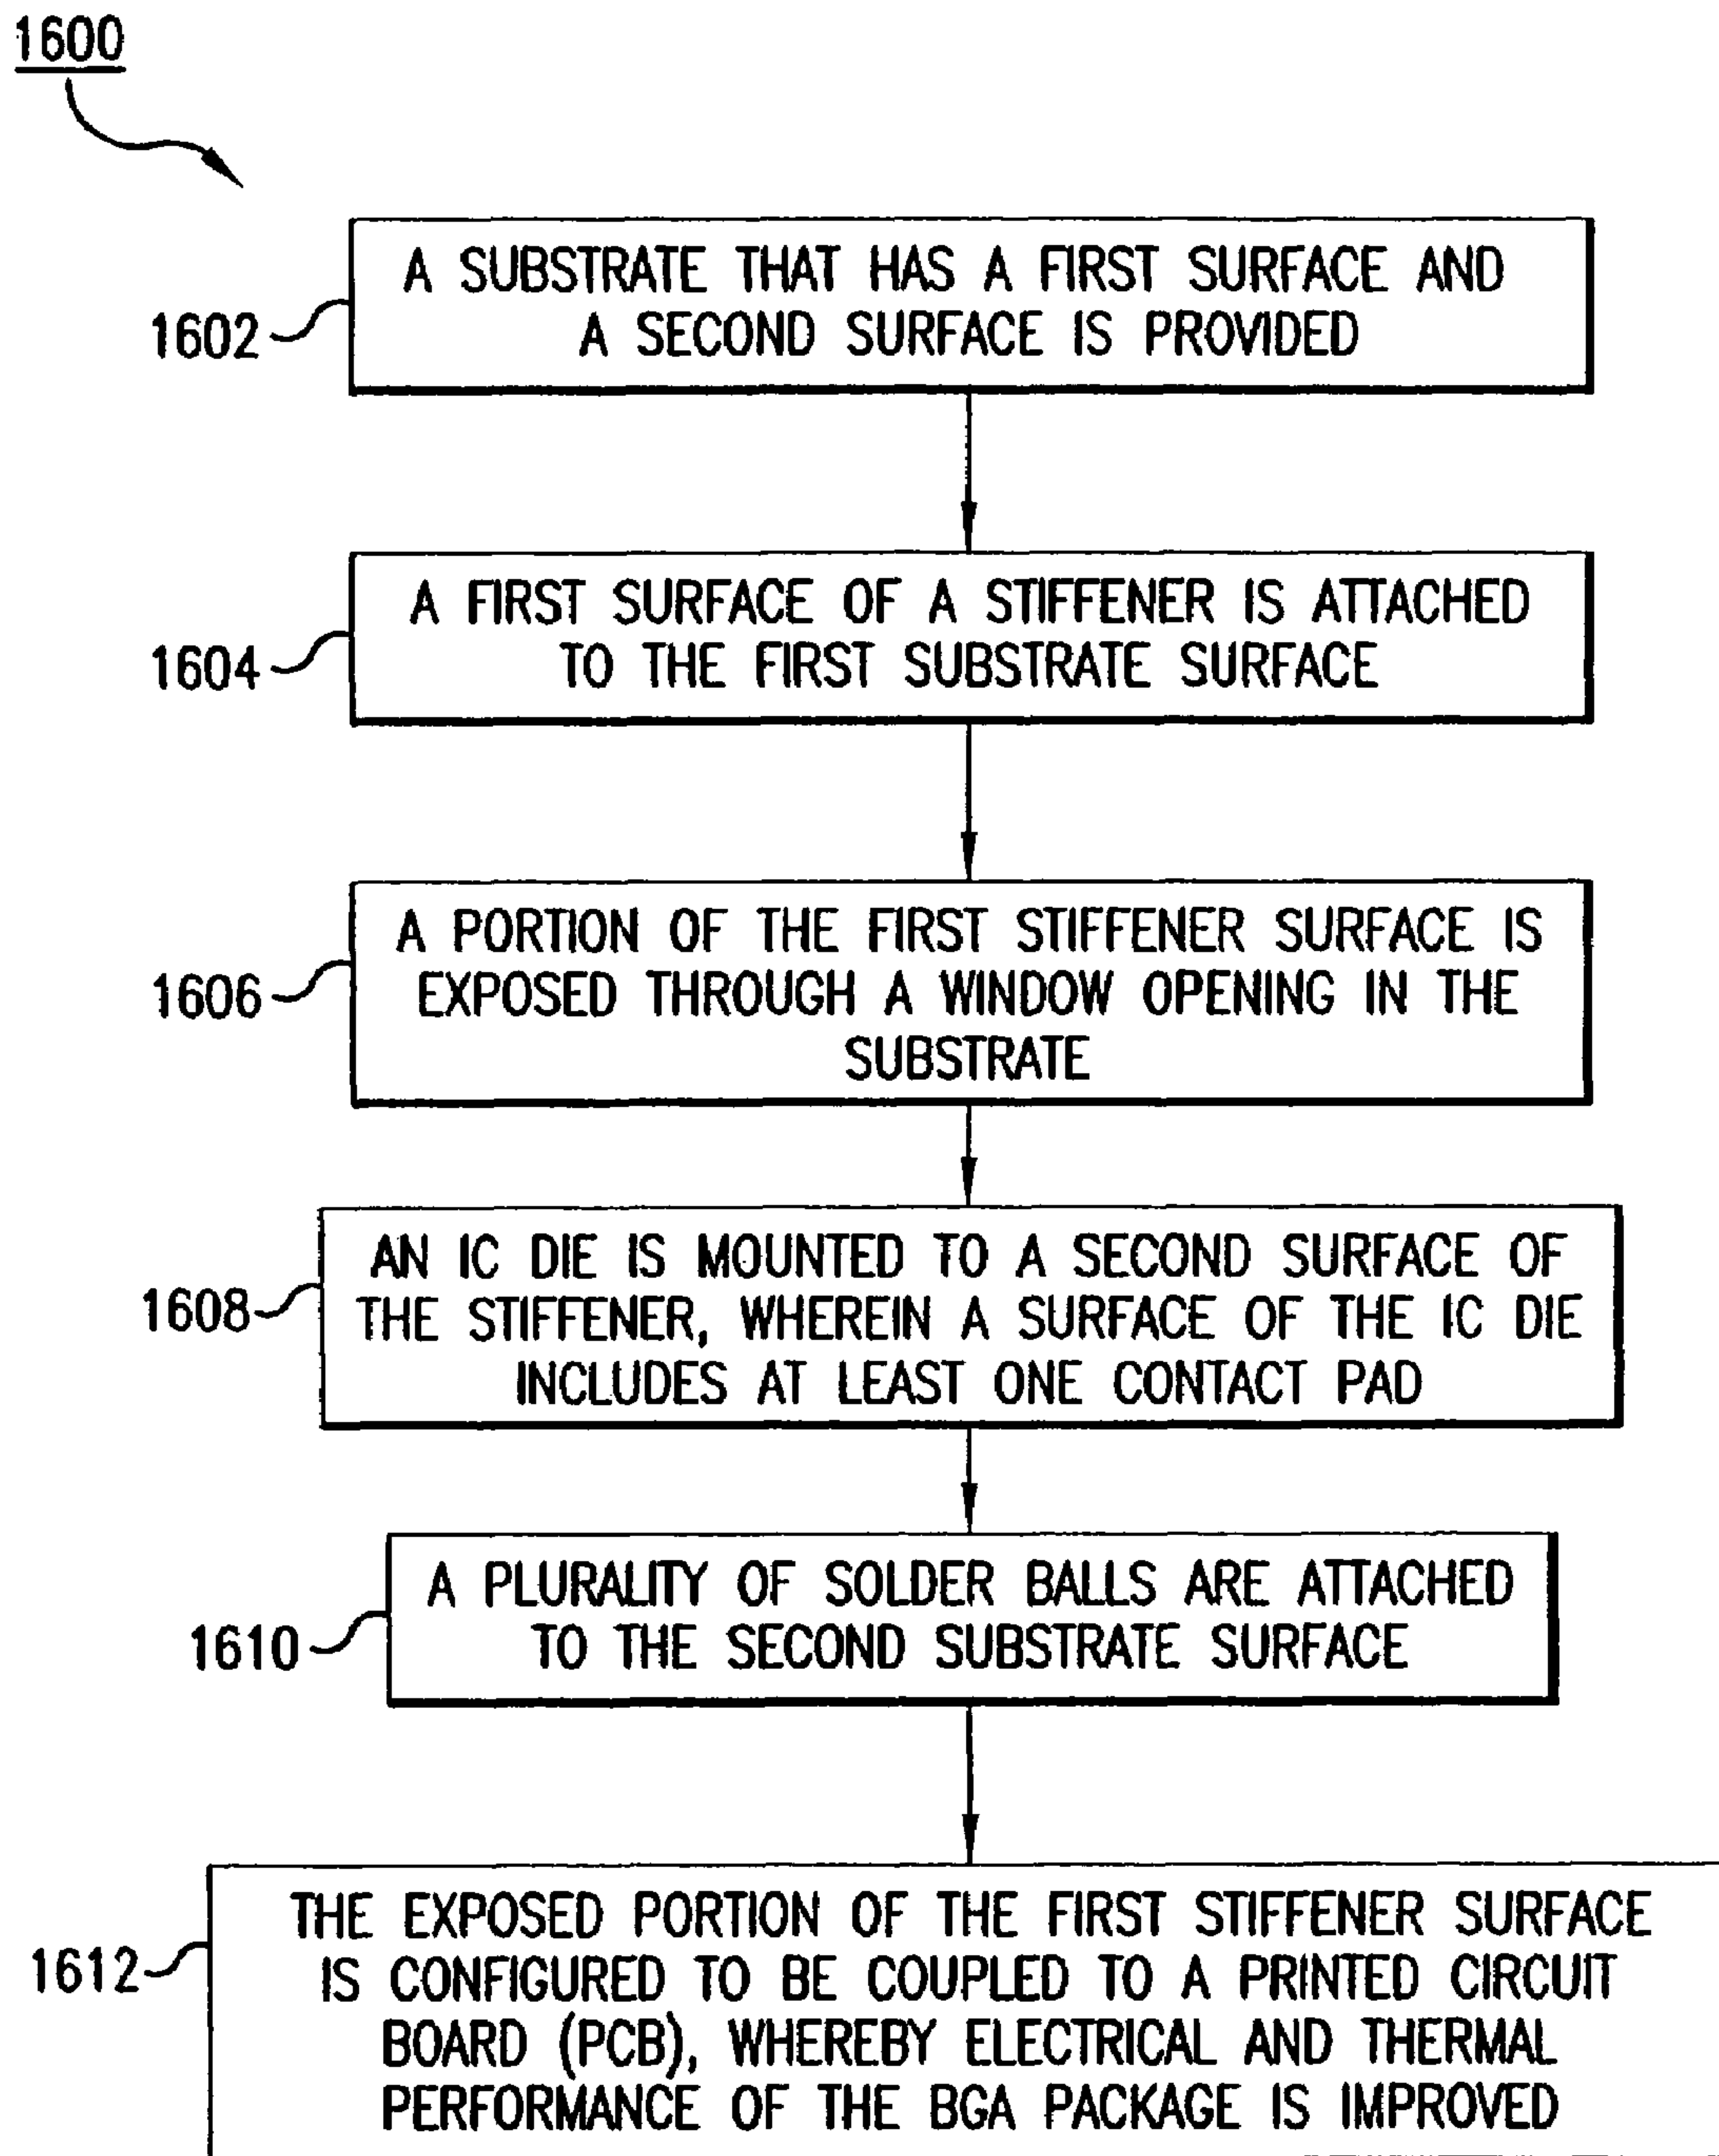 1600
A SUBSTRATE THAT HAS A FIRST SURFACE AND
A SECOND SURFACE IS PROVIDED
1602
A FIRST SURFACE OF A STIFFENER IS ATTACHED
TO THE FIRST SUBSTRATE SURFACE
1604
A PORTION OF THE FIRST STIFFENER SURFACE IS
EXPOSED THROUGH A WINDOW OPENING IN THE
SUBSTRATE
1606
AN IC DIE IS MOUNTED TO A SECOND SURFACE OF
THE STIFFENER, WHEREIN A SURFACE OF THE IC DIE
INCLUDES AT LEAST ONE CONTACT PAD
1608
A PLURALITY OF SOLDER BALLS ARE ATTACHED
TO THE SECOND SUBSTRATE SURFACE
1610
THE EXPOSED PORTION OF THE FIRST STIFFENER SURFACE
IS CONFIGURED TO BE COUPLED TO A PRINTED CIRCUIT
BOARD (PCB), WHEREBY ELECTRICAL AND THERMAL
PERFORMANCE OF THE BGA PACKAGE IS IMPROVED
1612